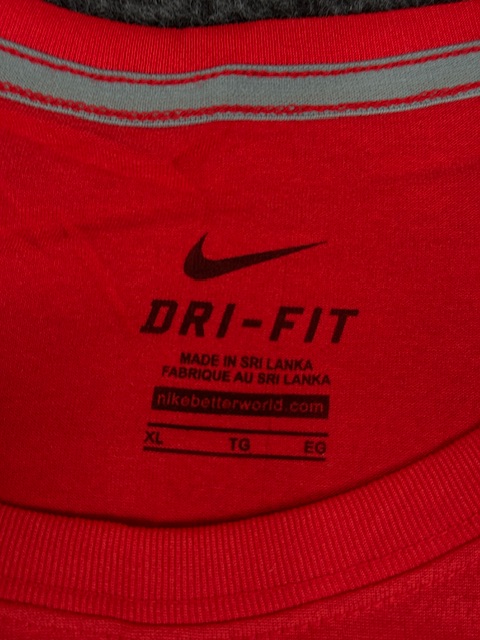 DRI-FIT
MADE IN SRI LANKA
FABRIQUE AU SRI LANKA
nikebetterworld.com
XL TG EG